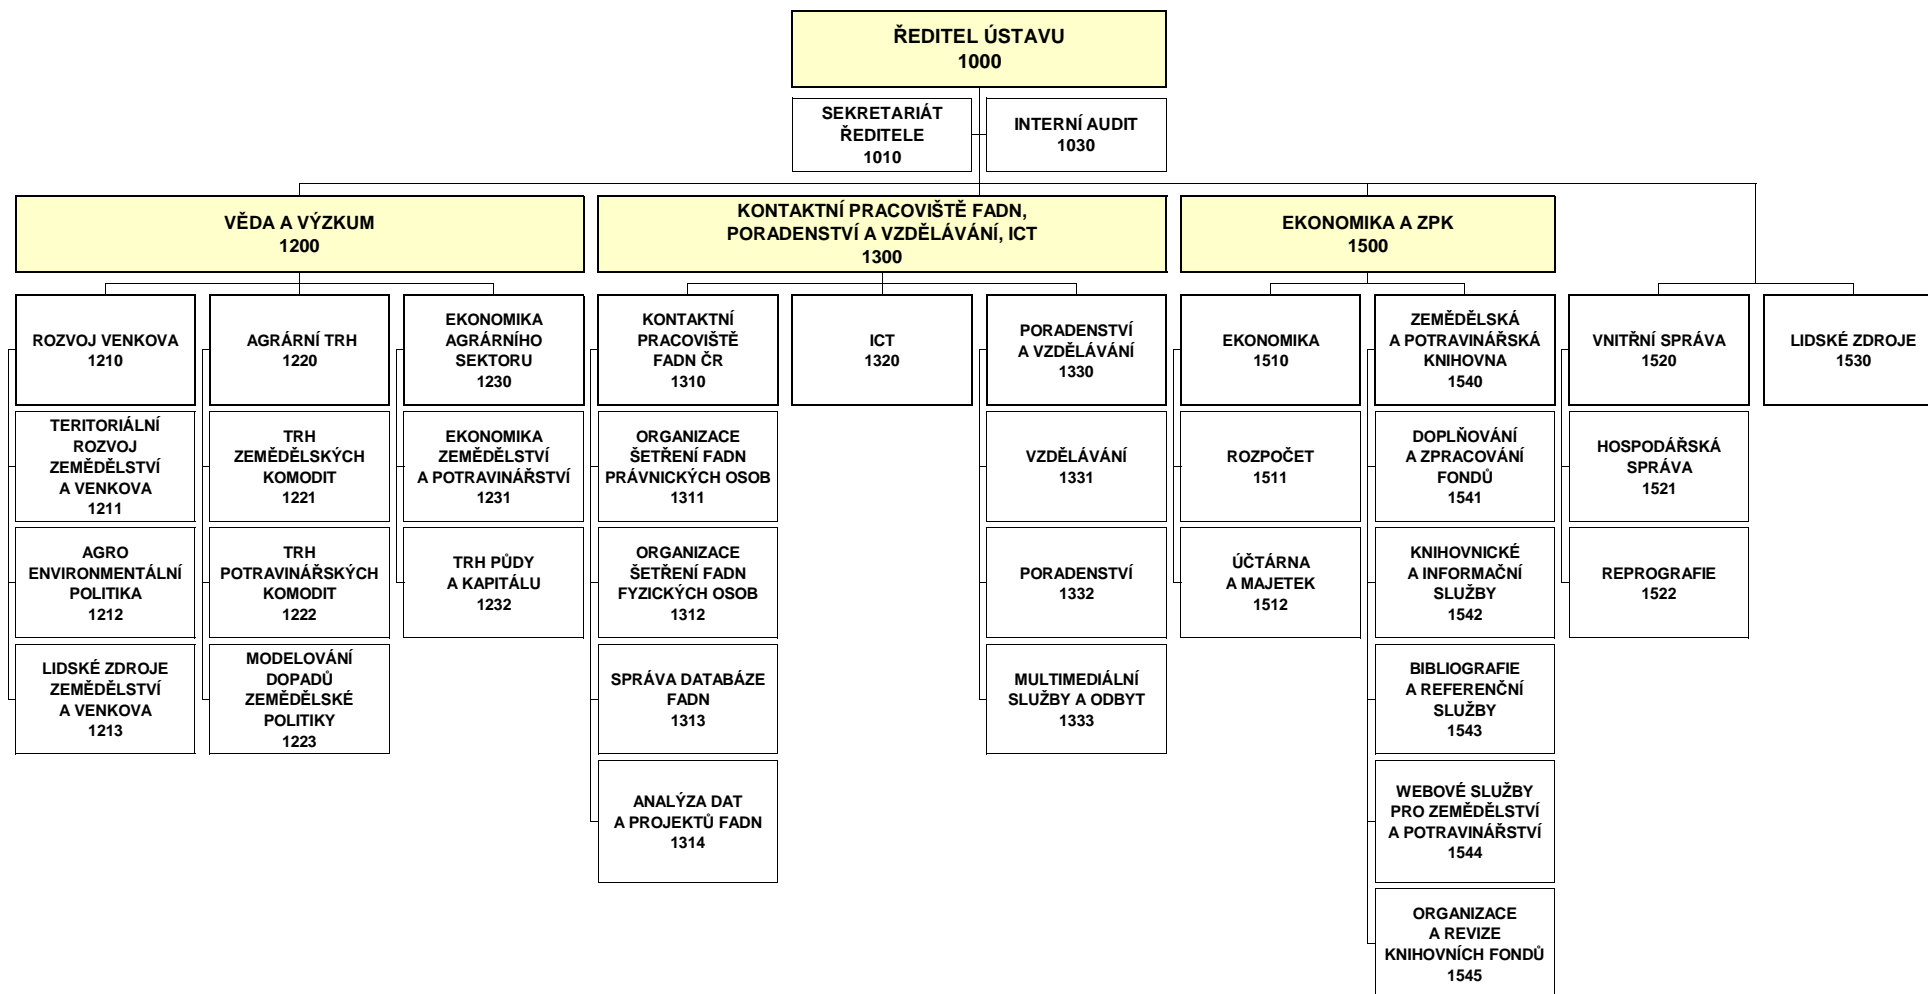 ŘEDITEL ÚSTAVU
1000
SEKRETARIÁT
ŘEDITELE
1010
INTERNÍ AUDIT
1030
VĚDA A VÝZKUM
1200
KONTAKTNÍ PRACOVIŠTĚ FADN,
PORADENSTVÍ A VZDĚLÁVÁNÍ, ICT
1300
EKONOMIKA A ZPK
1500
ROZVOJ VENKOVA
1210
AGRÁRNÍ TRH
1220
EKONOMIKA
AGRÁRNÍHO
SEKTORU
1230
KONTAKTNÍ
PRACOVIŠTĚ
FADN ČR
1310
ICT
1320
PORADENSTVÍ
A VZDĚLÁVÁNÍ
1330
EKONOMIKA
1510
ZEMĚDĚLSKÁ
A POTRAVINÁŘSKÁ
KNIHOVNA
1540
VNITŘNÍ SPRÁVA
1520
LIDSKÉ ZDROJE
1530
TERITORIÁLNÍ
ROZVOJ
ZEMĚDĚLSTVÍ
A VENKOVA
1211
TRH
ZEMĚDĚLSKÝCH
KOMODIT
1221
EKONOMIKA
ZEMĚDĚLSTVÍ
A POTRAVINÁŘSTVÍ
1231
ORGANIZACE
ŠETŘENÍ FADN
PRÁVNICKÝCH OSOB
1311
VZDĚLÁVÁNÍ
1331
ROZPOČET
1511
DOPLŇOVÁNÍ
A ZPRACOVÁNÍ
FONDŮ
1541
HOSPODÁŘSKÁ
SPRÁVA
1521
AGRO
ENVIRONMENTÁLNÍ
POLITIKA
1212
TRH
POTRAVINÁŘSKÝCH
KOMODIT
1222
TRH PŮDY
A KAPITÁLU
1232
ORGANIZACE
ŠETŘENÍ FADN
FYZICKÝCH OSOB
1312
PORADENSTVÍ
1332
ÚČTÁRNA
A MAJETEK
1512
KNIHOVNICKÉ
A INFORMAČNÍ
SLUŽBY
1542
REPROGRAFIE
1522
LIDSKÉ ZDROJE
ZEMĚDĚLSTVÍ
A VENKOVA
1213
MODELOVÁNÍ
DOPADŮ
ZEMĚDĚLSKÉ
POLITIKY
1223
SPRÁVA DATABÁZE
FADN
1313
MULTIMEDIÁLNÍ
SLUŽBY A ODBYT
1333
BIBLIOGRAFIE
A REFERENČNÍ
SLUŽBY
1543
ANALÝZA DAT
A PROJEKTŮ FADN
1314
WEBOVÉ SLUŽBY
PRO ZEMĚDĚLSTVÍ
A POTRAVINÁŘSTVÍ
1544
ORGANIZACE
A REVIZE
KNIHOVNÍCH FONDŮ
1545